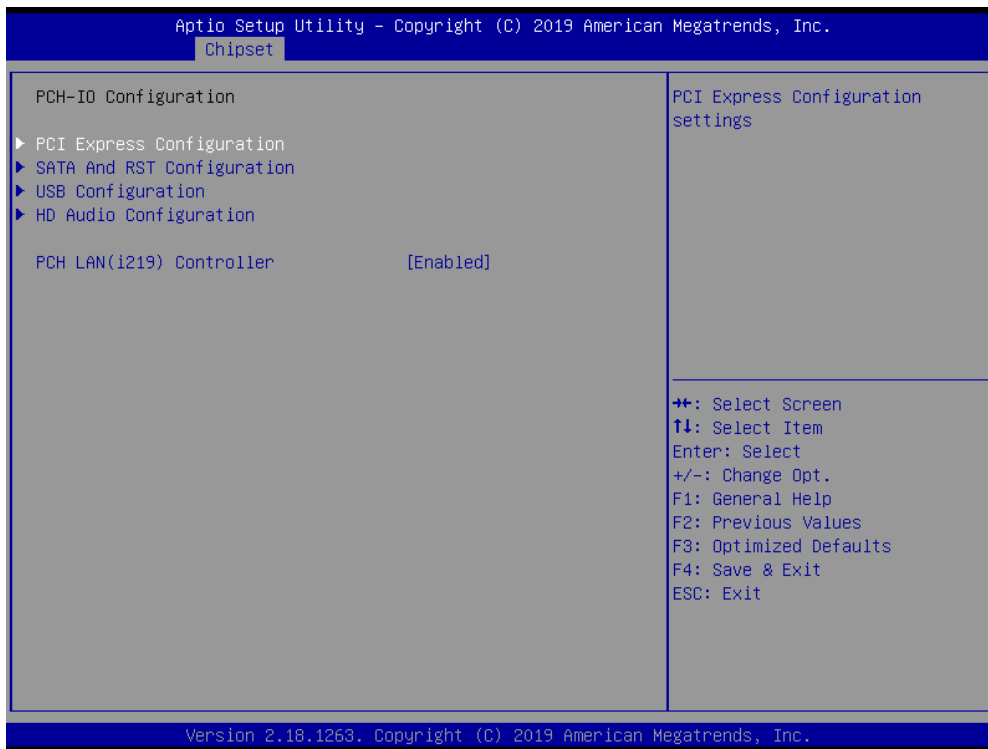 Aptio Setup Utility – Copyright (C) 2019 American Megatrends, Inc.
Chipset
PCH-IO Configuration
PCI Express Configuration
SATA And RST Configuration
USB Configuration
HD Audio Configuration
PCH LAN(i219) Controller [Enabled]
PCI Express Configuration
settings
→←: Select Screen
↑↓: Select Item
Enter: Select
+/-: Change Opt.
F1: General Help
F2: Previous Values
F3: Optimized Defaults
F4: Save & Exit
ESC: Exit
Version 2.18.1263. Copyright (C) 2019 American Megatrends, Inc.